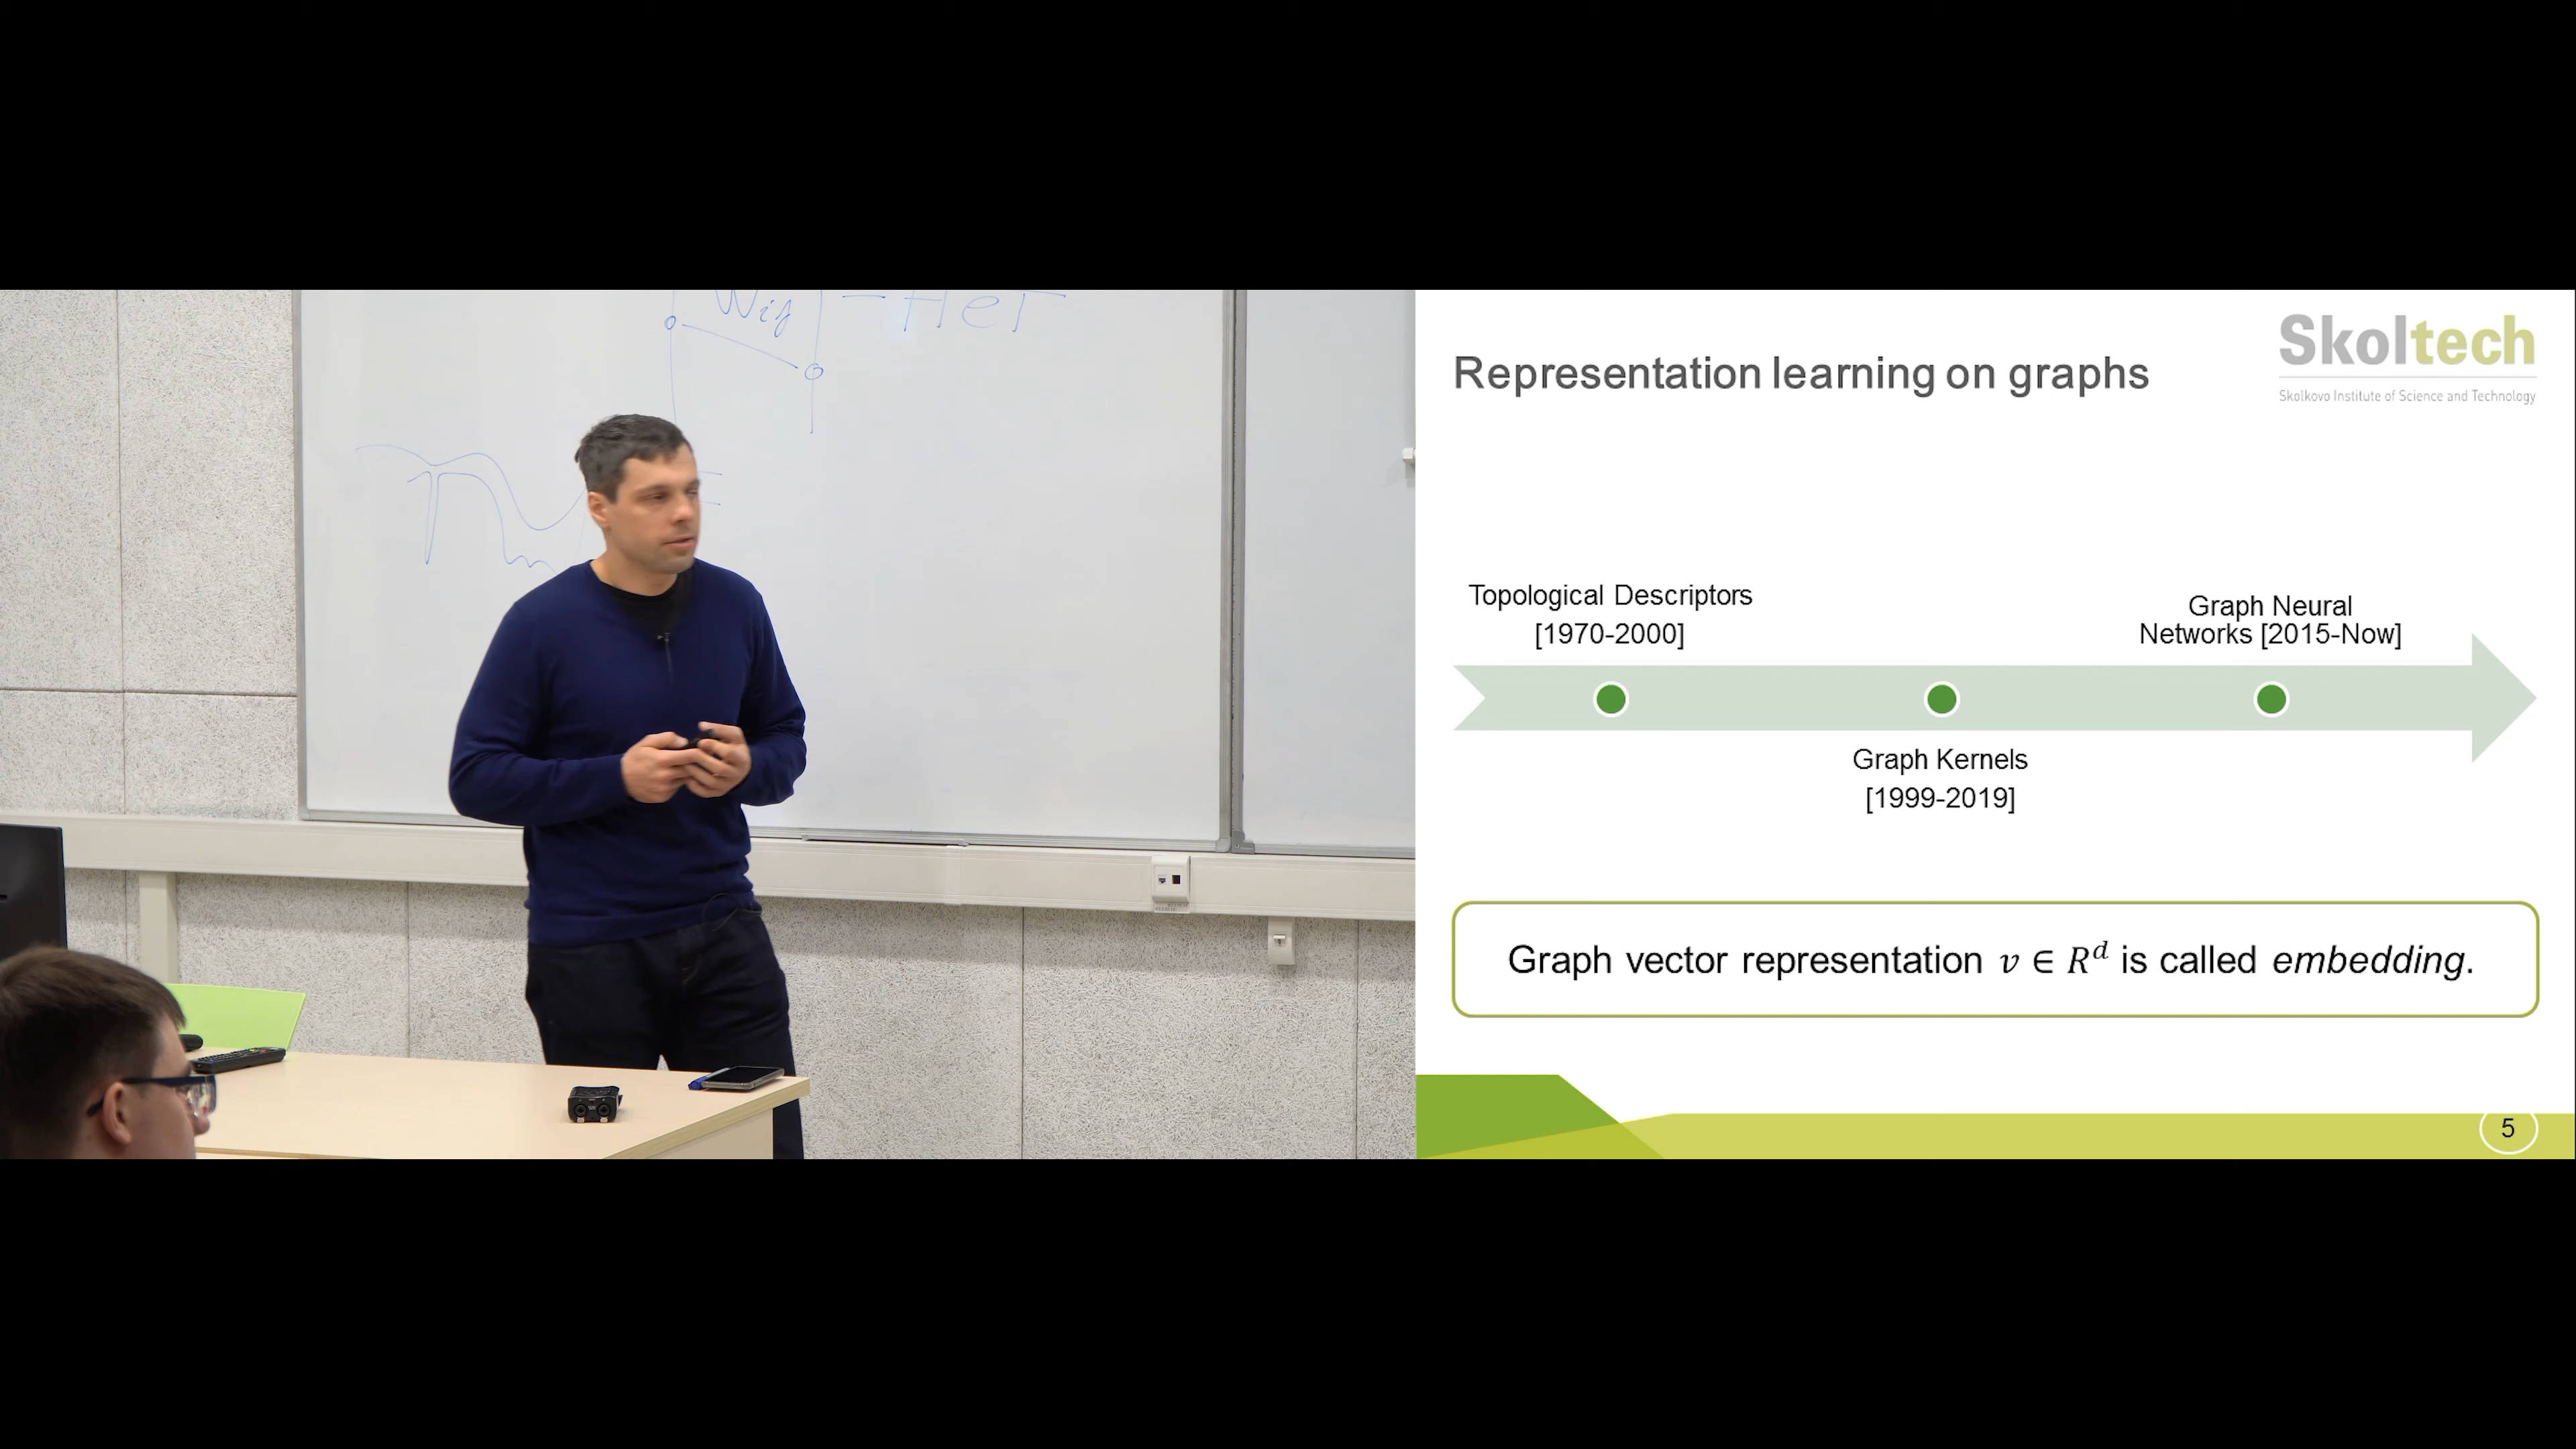 Wij
Skoltech
Skolkovo Institute of Science and Technology
Representation learning on graphs
Topological Descriptors
[1970-2000]
Graph Neural
Networks [2015-Now]
Graph Kernels
[1999-2019]
Graph vector representation v ∈ R^d is called embedding.
5